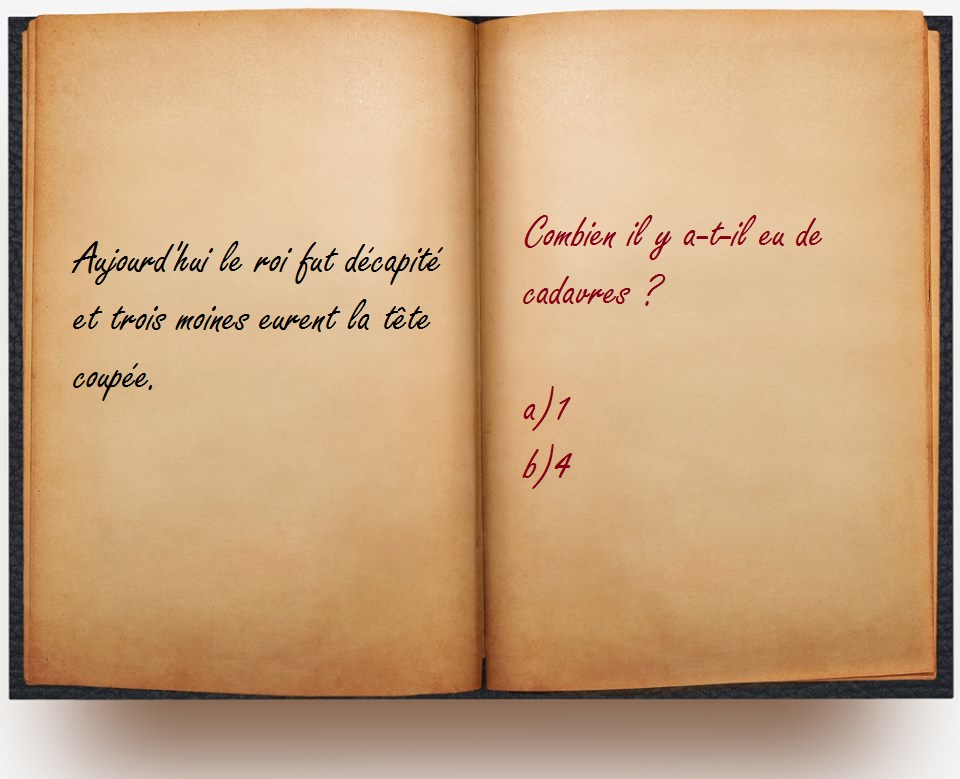 Aujourd'hui le roi fut décapité
et trois moines eurent la tête
coupée.
Combien il y a-t-il eu de
cadavres ?
a)1
b)4